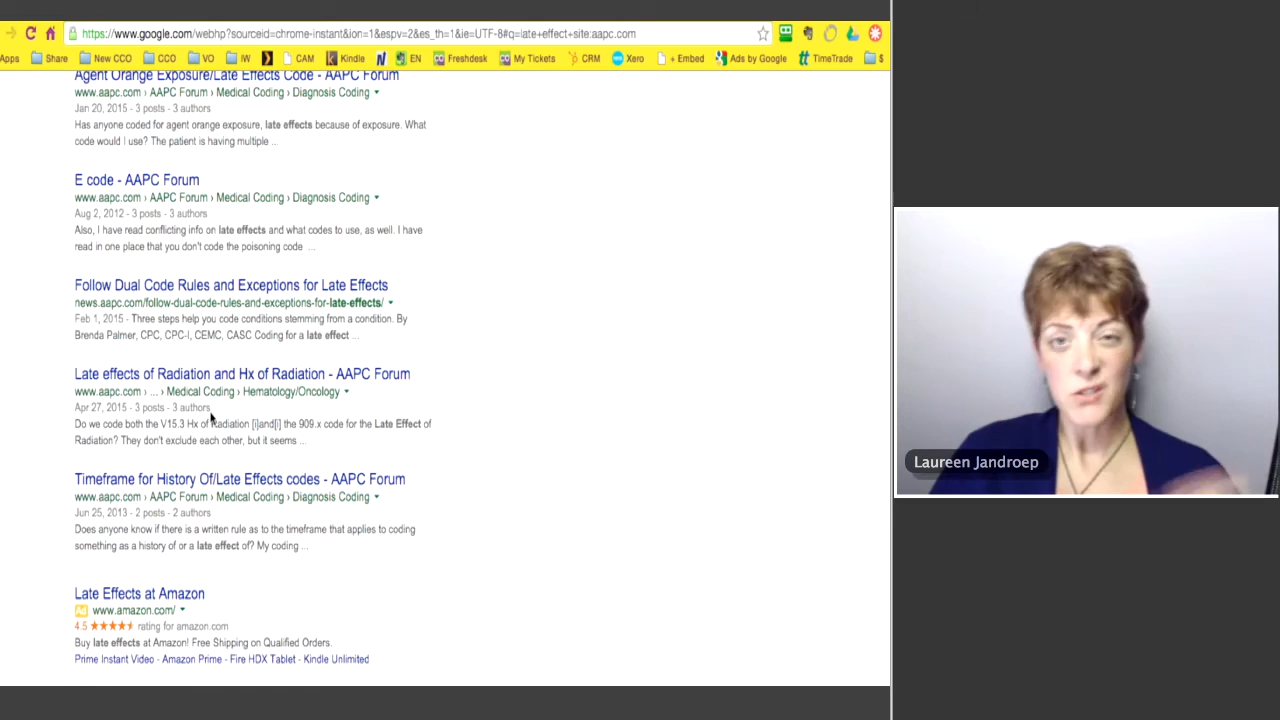 https://www.google.com/webhp?sourceid=chrome-instant&ion=1&espv=2&es_th=1&ie=UTF-8#q=late+effect+site:aapc.com
Apps Share New CCO CCO VO IW CAM Kindle EN Freshdesk My Tickets CRM Xero + Embed Ads by Google TimeTrade $
Agent Orange Exposure/Late Effects Code - AAPC Forum
www.aapc.com › AAPC Forum › Medical Coding › Diagnosis Coding
Jan 20, 2015 - 3 posts - 3 authors
Has anyone coded for agent orange exposure, late effects because of exposure. What
code would I use? The patient is having multiple ...
E code - AAPC Forum
www.aapc.com › AAPC Forum › Medical Coding › Diagnosis Coding
Aug 2, 2012 - 3 posts - 3 authors
Also, I have read conflicting info on late effects and what codes to use, as well. I have
read in one place that you don't code the poisoning code ...
Follow Dual Code Rules and Exceptions for Late Effects
news.aapc.com/follow-dual-code-rules-and-exceptions-for-late-effects/
Feb 1, 2015 - Three steps help you code conditions stemming from a condition. By
Brenda Palmer, CPC, CPC-I, CEMC, CASC Coding for a late effect ...
Late effects of Radiation and Hx of Radiation - AAPC Forum
www.aapc.com › ... › Medical Coding › Hematology/Oncology
Apr 27, 2015 - 3 posts - 3 authors
Do we code both the V15.3 Hx of Radiation [i]and[i] the 909.x code for the Late Effect of
Radiation? They don't exclude each other, but it seems ...
Timeframe for History Of/Late Effects codes - AAPC Forum
www.aapc.com › AAPC Forum › Medical Coding › Diagnosis Coding
Jun 25, 2013 - 2 posts - 2 authors
Does anyone know if there is a written rule as to the timeframe that applies to coding
something as a history of or a late effect of? My coding ...
Late Effects at Amazon
Ad www.amazon.com/
4.5 ★★★★★ rating for amazon.com
Buy late effects at Amazon! Free Shipping on Qualified Orders.
Prime Instant Video - Amazon Prime - Fire HDX Tablet - Kindle Unlimited
Laureen Jandroep